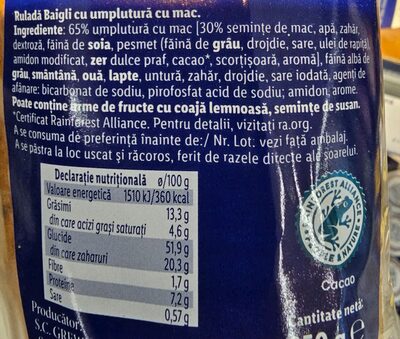 Ruladă Baigli cu umplutură cu mac.
Ingrediente: 65% umplutură cu mac [30% semințe de mac, apă, zahăr,
dextroză, făină de soia, pesmet (făină de grâu, drojdie, sare, ulei de rapiță),
amidon modificat, zer dulce praf, cacao*, scorțișoară, aromă], făină albă de
grâu, smântână, ouă, lapte, untură, zahăr, drojdie, sare iodată, agenți de
afânare: bicarbonat de sodiu, pirofosfat acid de sodiu; amidon, arome.
Poate conține urme de fructe cu coajă lemnoasă, semințe de susan.
*Certificat Rainforest Alliance. Pentru detalii, vizitați ra.org.
A se consuma de preferință înainte de:/ Nr. Lot: vezi față ambalaj.
A se păstra la loc uscat și răcoros, ferit de razele directe ale soarelui.
Declarație nutrițională ø/100 g
Valoare energetică 1510 kJ/360 kcal
Grăsimi 13,3 g
din care acizi grași saturați 4,6 g
Glucide 51,9 g
din care zaharuri 20,3 g
Fibre 1,7 g
Proteine 7,2 g
Sare 0,57 g
RAINFOREST ALLIANCE
PEOPLE & NATURE
Cacao
Cantitate netă:
Producător:
S.C.